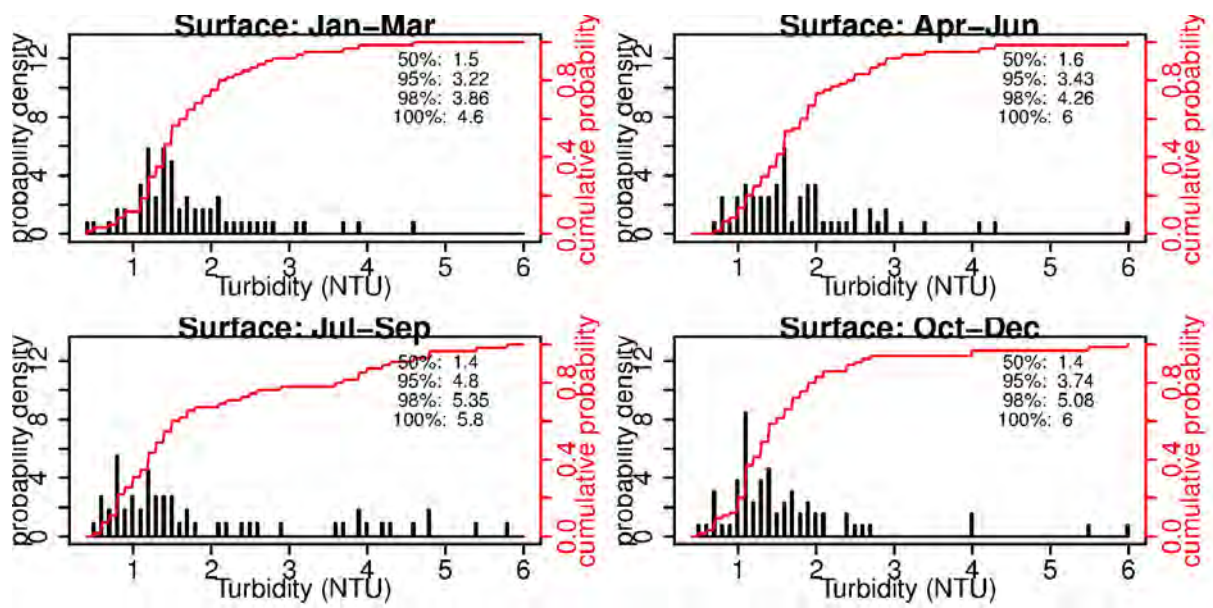 Surface: Jan-Mar
probability density
0 4 8 12
50%: 1.5
95%: 3.22
98%: 3.86
100%: 4.6
0.0 0.4 0.8
cumulative probability
1 2 3 4 5 6
Turbidity (NTU)
Surface: Apr-Jun
probability density
0 4 8 12
50%: 1.6
95%: 3.43
98%: 4.26
100%: 6
0.0 0.4 0.8
cumulative probability
1 2 3 4 5 6
Turbidity (NTU)
Surface: Jul-Sep
probability density
0 4 8 12
50%: 1.4
95%: 4.8
98%: 5.35
100%: 5.8
0.0 0.4 0.8
cumulative probability
1 2 3 4 5 6
Turbidity (NTU)
Surface: Oct-Dec
probability density
0 4 8 12
50%: 1.4
95%: 3.74
98%: 5.08
100%: 6
0.0 0.4 0.8
cumulative probability
1 2 3 4 5 6
Turbidity (NTU)